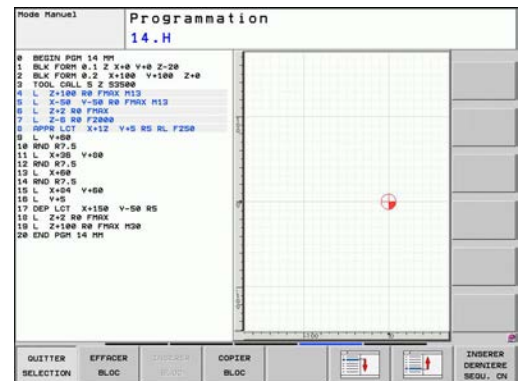 Mode Manuel
Programmation
14.H
0 BEGIN PGM 14 MM
1 BLK FORM 0.1 Z X+0 Y+0 Z-20
2 BLK FORM 0.2 X+100 Y+100 Z+0
3 TOOL CALL 5 Z S3500
4 L Z+100 R0 FMAX M13
5 L X-50 Y-50 R0 FMAX M13
6 L Z+2 R0 FMAX
7 L Z-6 R0 F2000
8 APPR LCT X+12 Y+5 R5 RL F250
9 L Y+60
10 RND R7.5
11 L X+36 Y+80
12 RND R7.5
13 L X+60
14 RND R7.5
15 L X+84 Y+60
16 L Y+5
17 DEP LCT X+150 Y-50 R5
18 L Z+2 R0 FMAX
19 L Z+100 R0 FMAX M30
20 END PGM 14 MM
QUITTER
SELECTION
EFFACER
BLOC
INSERER
BLOC
COPIER
BLOC
INSERER
DERNIERE
SEQU. CN